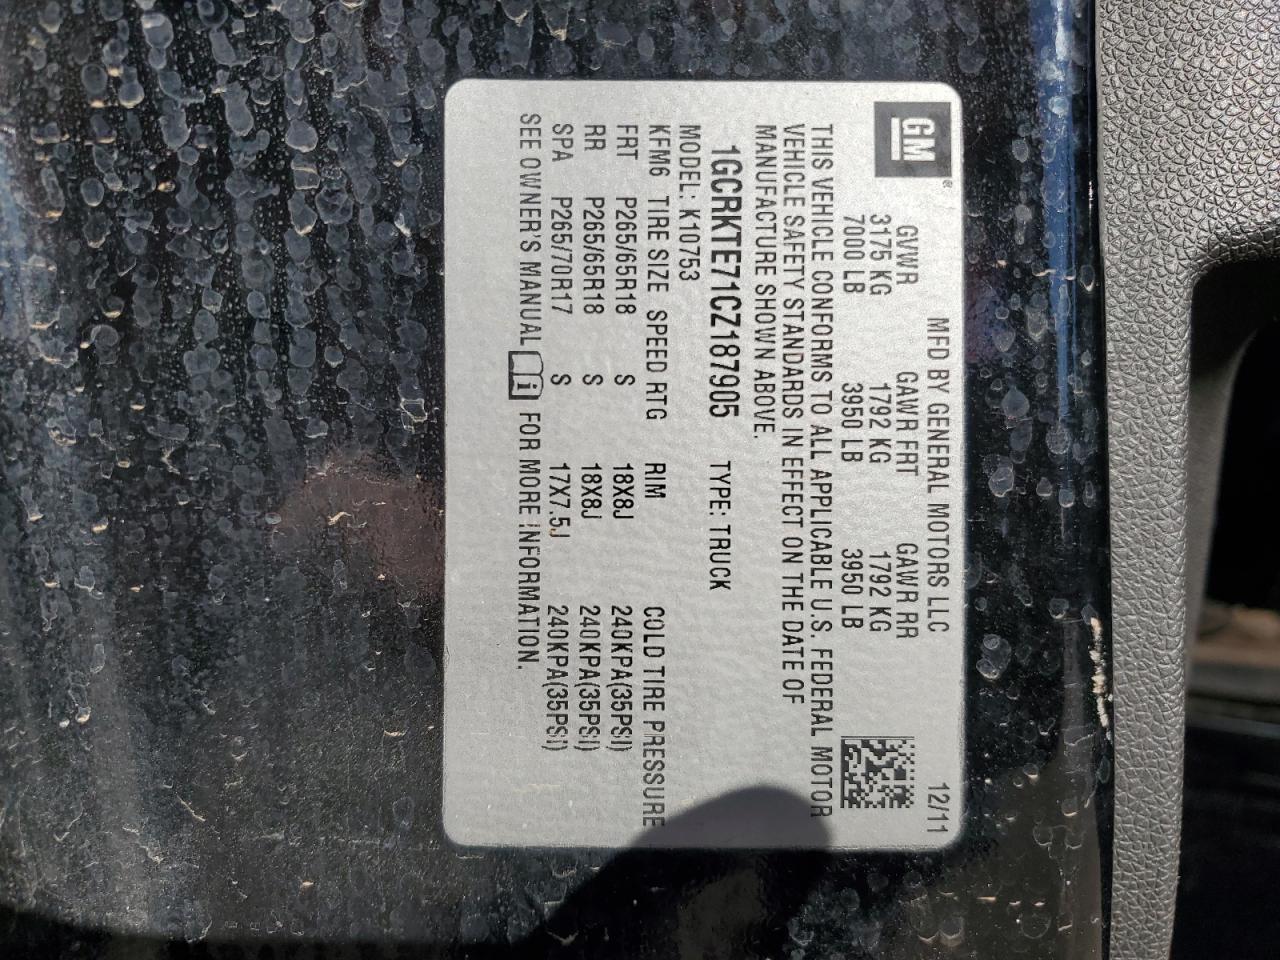 GM®
MFD BY GENERAL MOTORS LLC 12/11
GVWR GAWR FRT GAWR RR
3175 KG 1792 KG 1792 KG
7000 LB 3950 LB 3950 LB
THIS VEHICLE CONFORMS TO ALL APPLICABLE U.S. FEDERAL MOTOR
VEHICLE SAFETY STANDARDS IN EFFECT ON THE DATE OF
MANUFACTURE SHOWN ABOVE.
1GCRKTE71CZ187905 TYPE: TRUCK
MODEL: K10753
KFM6 TIRE SIZE SPEED RTG RIM COLD TIRE PRESSURE
FRT P265/65R18 S 18X8J 240KPA(35PSI)
RR P265/65R18 S 18X8J 240KPA(35PSI)
SPA P265/70R17 S 17X7.5J 240KPA(35PSI)
SEE OWNER'S MANUAL i FOR MORE INFORMATION.